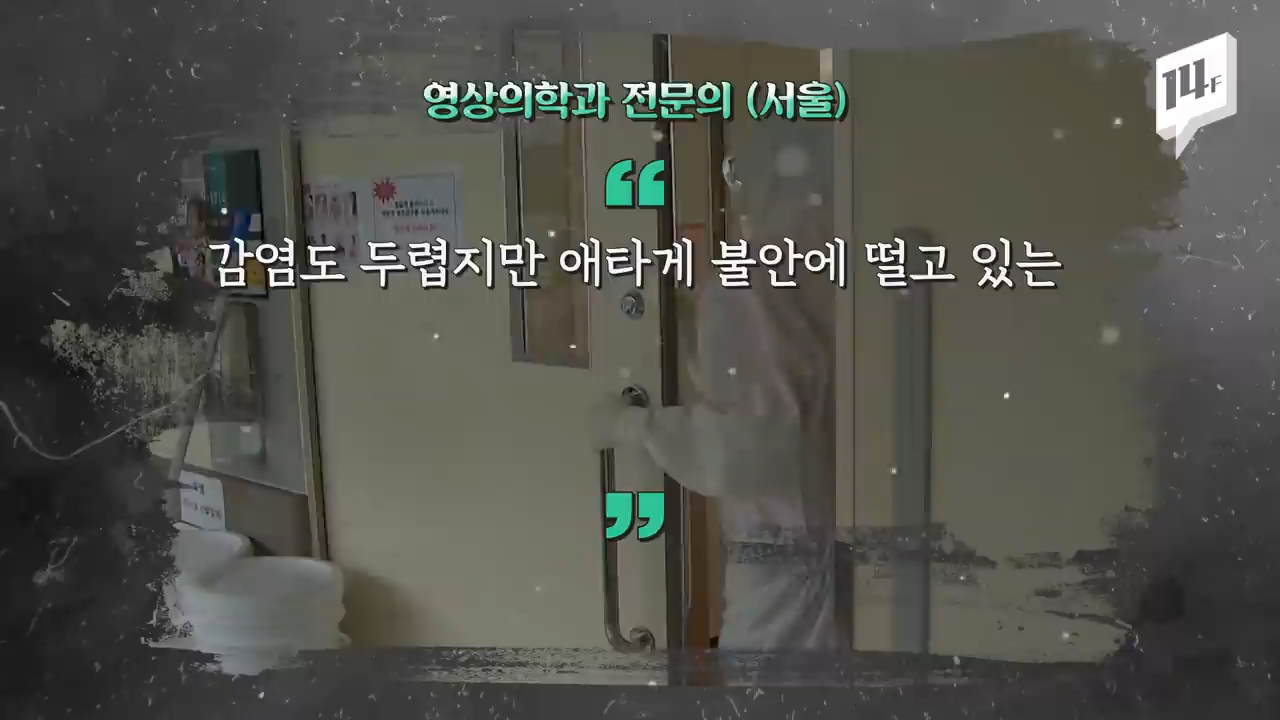 영상의학과 전문의 (서울)
14F
“
감염도 두렵지만 애타게 불안에 떨고 있는
”